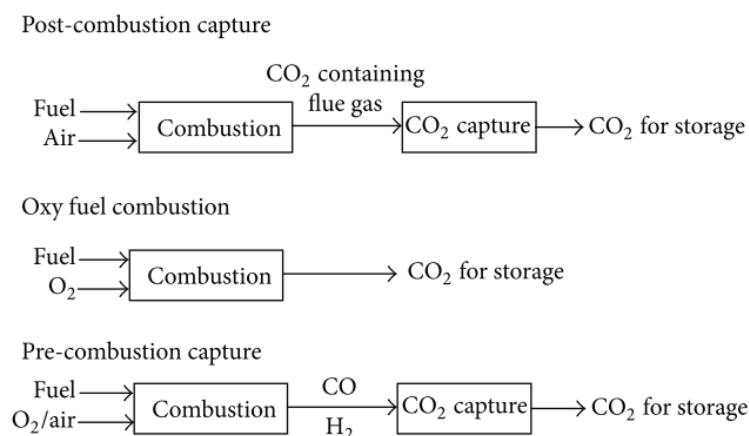 Post-combustion capture
CO₂ containing
flue gas
Fuel
Air
Combustion
CO₂ capture
CO₂ for storage
Oxy fuel combustion
Fuel
O₂
Combustion
CO₂ for storage
Pre-combustion capture
Fuel
O₂/air
Combustion
CO
H₂
CO₂ capture
CO₂ for storage